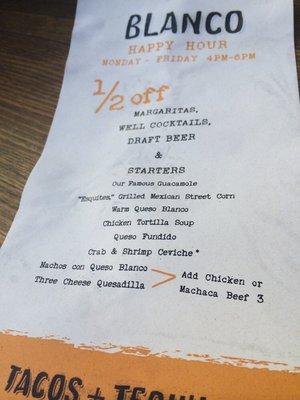 BLANCO
HAPPY HOUR
MONDAY - FRIDAY 4PM-6PM
1/2 off
MARGARITAS,
WELL COCKTAILS,
DRAFT BEER
&
STARTERS
Our Famous Guacamole
"Esquites" Grilled Mexican Street Corn
Warm Queso Blanco
Chicken Tortilla Soup
Queso Fundido
Crab & Shrimp Ceviche*
Nachos con Queso Blanco
Three Cheese Quesadilla
Add Chicken or
Machaca Beef 3
TACOS + TEQUILA